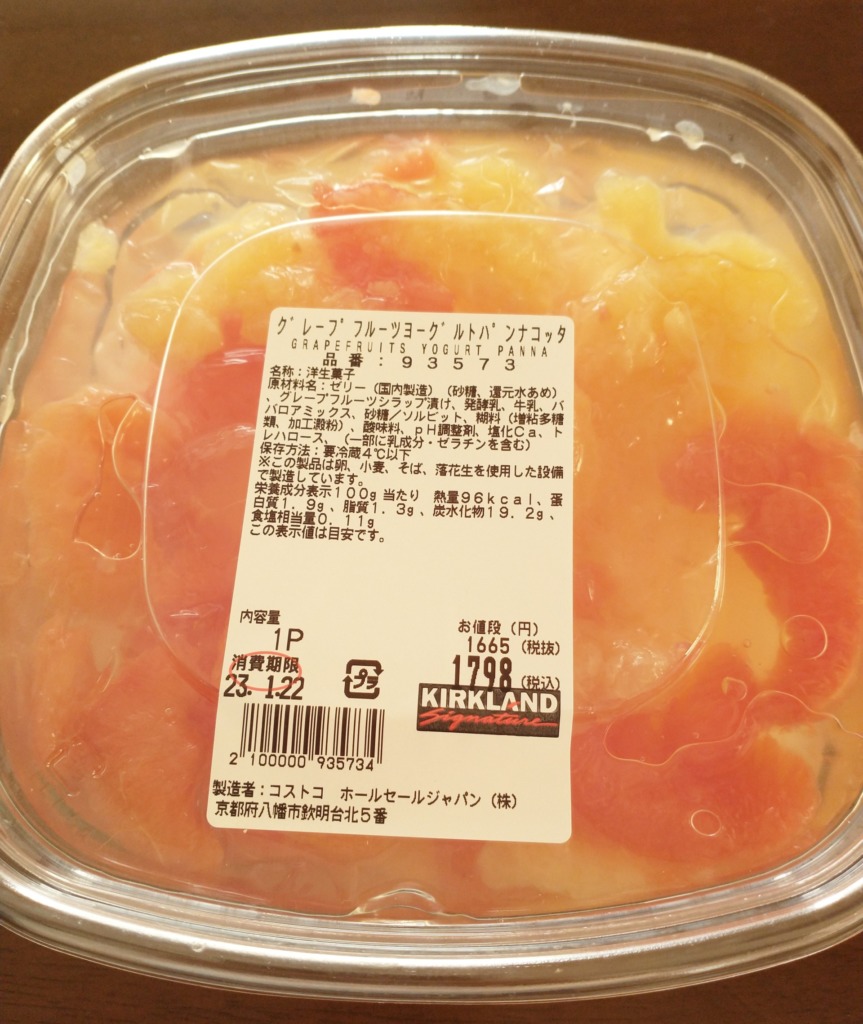 グレープフルーツヨーグルトパンナコッタ
GRAPEFRUITS YOGURT PANNA
品番：93573
名称：洋生菓子
原材料名：ゼリー（国内製造）（砂糖、還元水あめ）
、グレープフルーツシラップ漬け、発酵乳、牛乳、バ
バロアミックス、砂糖／ソルビット、糊料（増粘多糖
類、加工澱粉）、酸味料、pH調整剤、塩化Ca、ト
レハロース、（一部に乳成分・ゼラチンを含む）
保存方法：要冷蔵4℃以下
※この製品は卵、小麦、そば、落花生を使用した設備
で製造しています。
栄養成分表示100g当たり 熱量96kcal、蛋
白質1．9g、脂質1．3g、炭水化物19．2g、
食塩相当量0．11g
この表示値は目安です。
内容量
1P
お値段（円）
1665（税抜）
消費期限
1798（税込）
23. 1.22
プラ
KIRKLAND
Signature
2 100000 935734
製造者：コストコ ホールセールジャパン（株）
京都府八幡市欽明台北5番